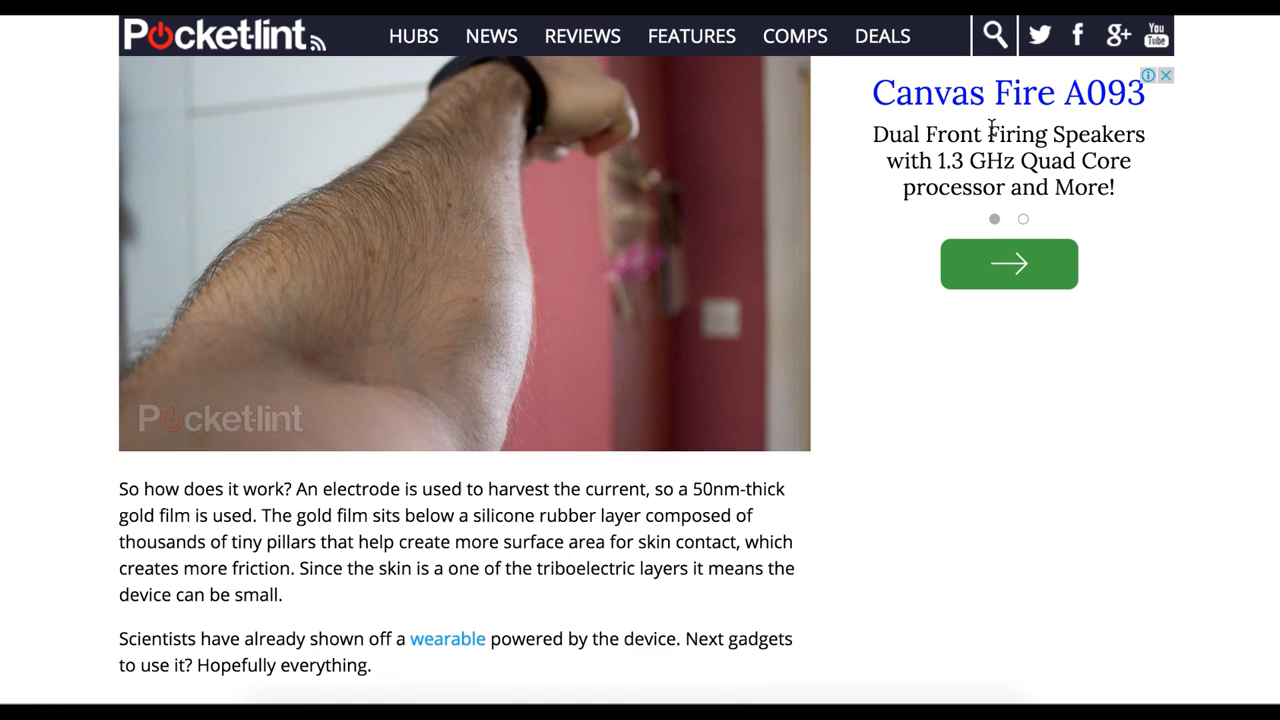 Pocket-lint
HUBS NEWS REVIEWS FEATURES COMPS DEALS
g+
You
Tube
Canvas Fire A093
Dual Front Firing Speakers
with 1.3 GHz Quad Core
processor and More!
Pocket-lint
So how does it work? An electrode is used to harvest the current, so a 50nm-thick
gold film is used. The gold film sits below a silicone rubber layer composed of
thousands of tiny pillars that help create more surface area for skin contact, which
creates more friction. Since the skin is a one of the triboelectric layers it means the
device can be small.
Scientists have already shown off a wearable powered by the device. Next gadgets
to use it? Hopefully everything.